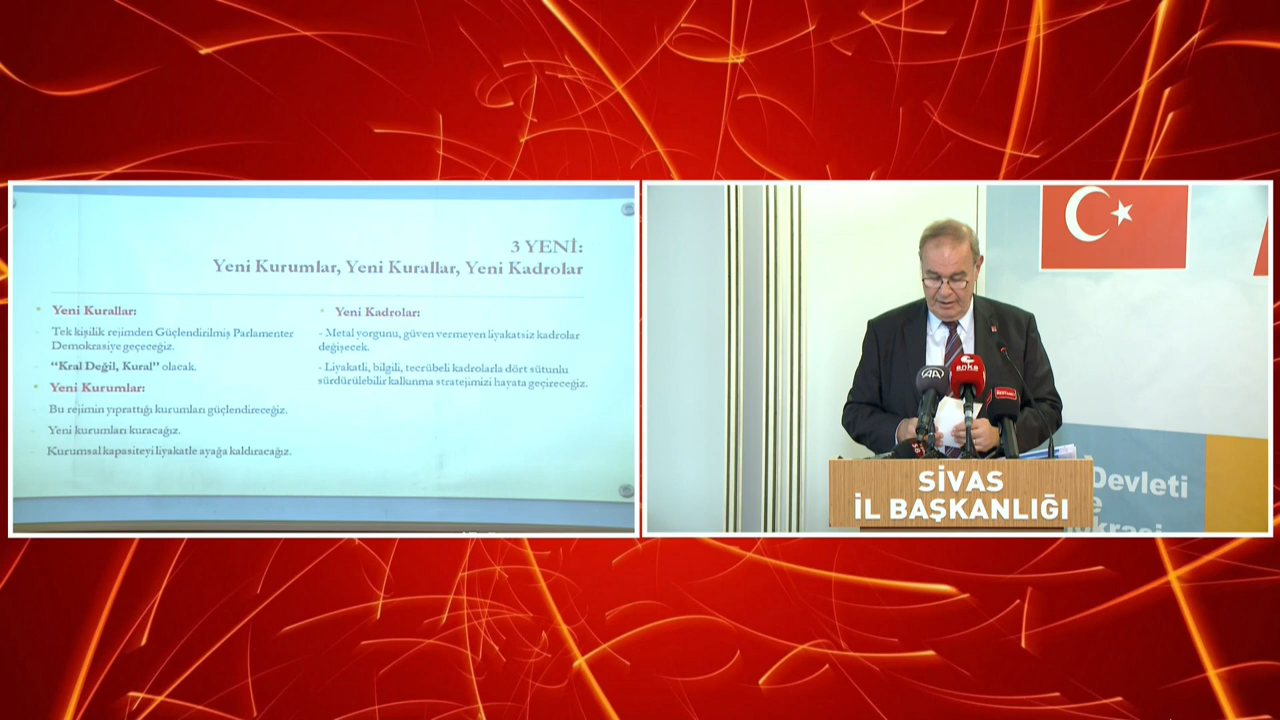 3 YENİ:
Yeni Kurumlar, Yeni Kurallar, Yeni Kadrolar
Yeni Kurallar:
Tek kişilik rejimden Güçlendirilmiş Parlamenter
Demokrasiye geçeceğiz.
“Kral Değil, Kural” olacak.
Yeni Kurumlar:
Bu rejimin yıprattığı kurumları güçlendireceğiz.
Yeni kurumları kuracağız.
Kurumsal kapasiteyi liyakatle ayağa kaldıracağız.
Yeni Kadrolar:
- Metal yorgunu, güven vermeyen liyakatsiz kadrolar
değişecek.
- Liyakatli, bilgili, tecrübeli kadrolarla dört sütunlu
sürdürülebilir kalkınma stratejimizi hayata geçireceğiz.
AA
anka
SİVAS
İL BAŞKANLIĞI
Devleti